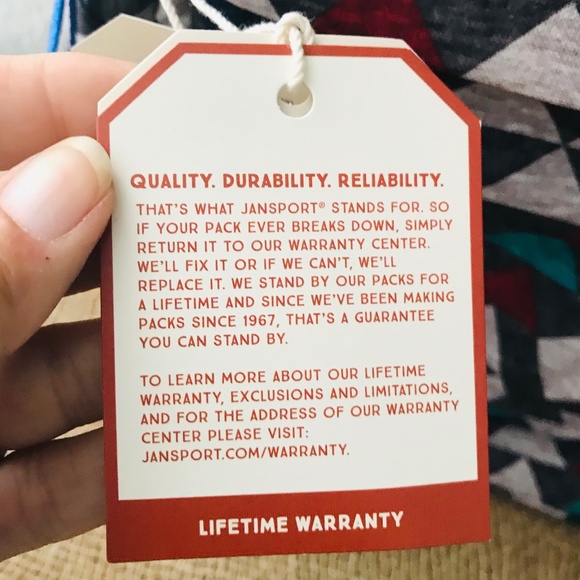 QUALITY. DURABILITY. RELIABILITY.
THAT'S WHAT JANSPORT® STANDS FOR. SO
IF YOUR PACK EVER BREAKS DOWN, SIMPLY
RETURN IT TO OUR WARRANTY CENTER.
WE'LL FIX IT OR IF WE CAN'T, WE'LL
REPLACE IT. WE STAND BY OUR PACKS FOR
A LIFETIME AND SINCE WE'VE BEEN MAKING
PACKS SINCE 1967, THAT'S A GUARANTEE
YOU CAN STAND BY.
TO LEARN MORE ABOUT OUR LIFETIME
WARRANTY, EXCLUSIONS AND LIMITATIONS,
AND FOR THE ADDRESS OF OUR WARRANTY
CENTER PLEASE VISIT:
JANSPORT.COM/WARRANTY.
LIFETIME WARRANTY